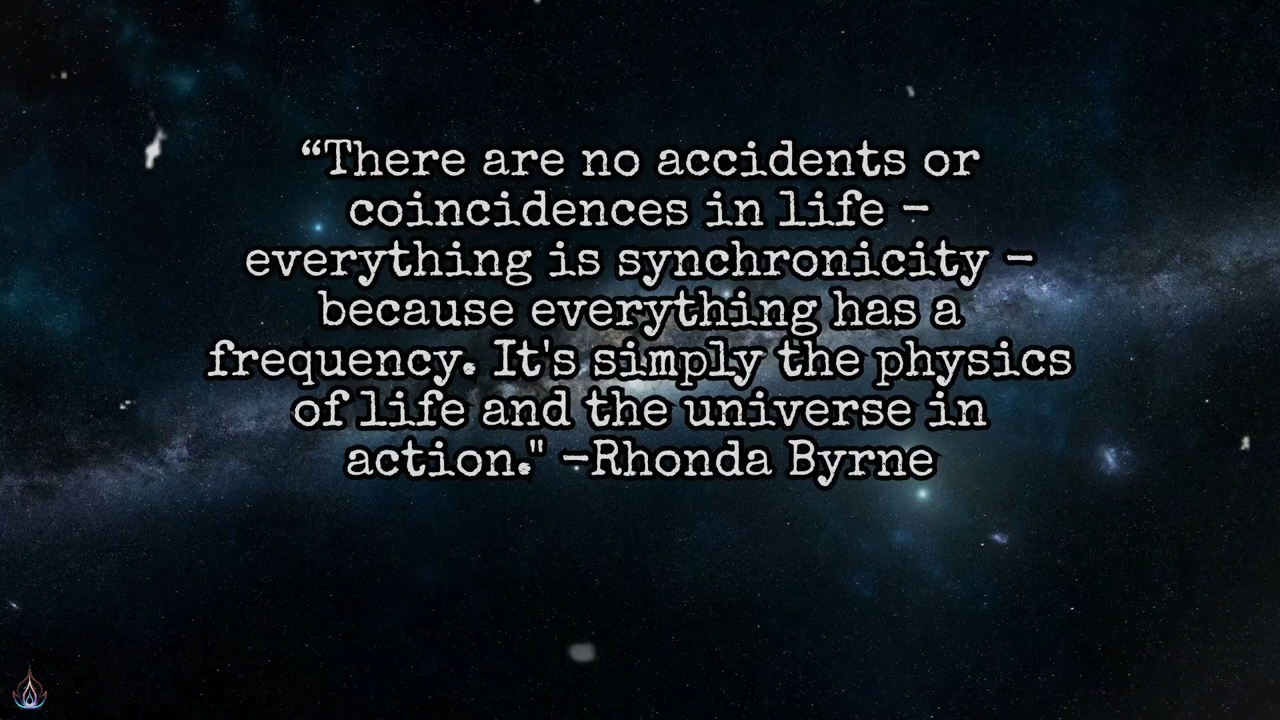 “There are no accidents or
coincidences in life –
everything is synchronicity –
because everything has a
frequency. It's simply the physics
of life and the universe in
action." –Rhonda Byrne